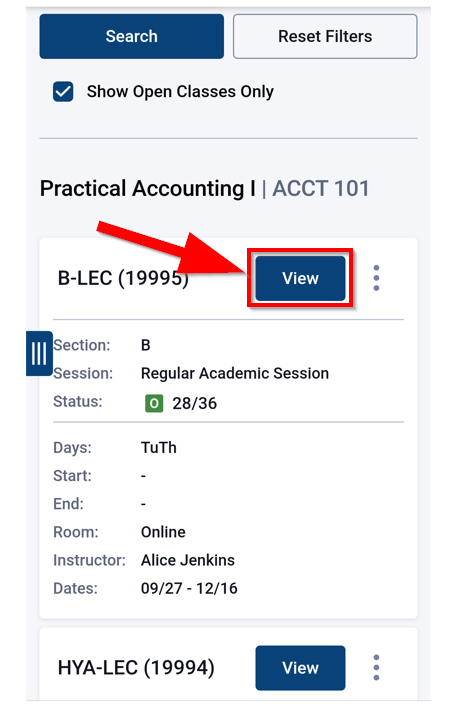 Search Reset Filters
Show Open Classes Only
Practical Accounting I | ACCT 101
B-LEC (19995) View
Section: B
Session: Regular Academic Session
Status: O 28/36
Days: TuTh
Start: -
End: -
Room: Online
Instructor: Alice Jenkins
Dates: 09/27 - 12/16
HYA-LEC (19994) View